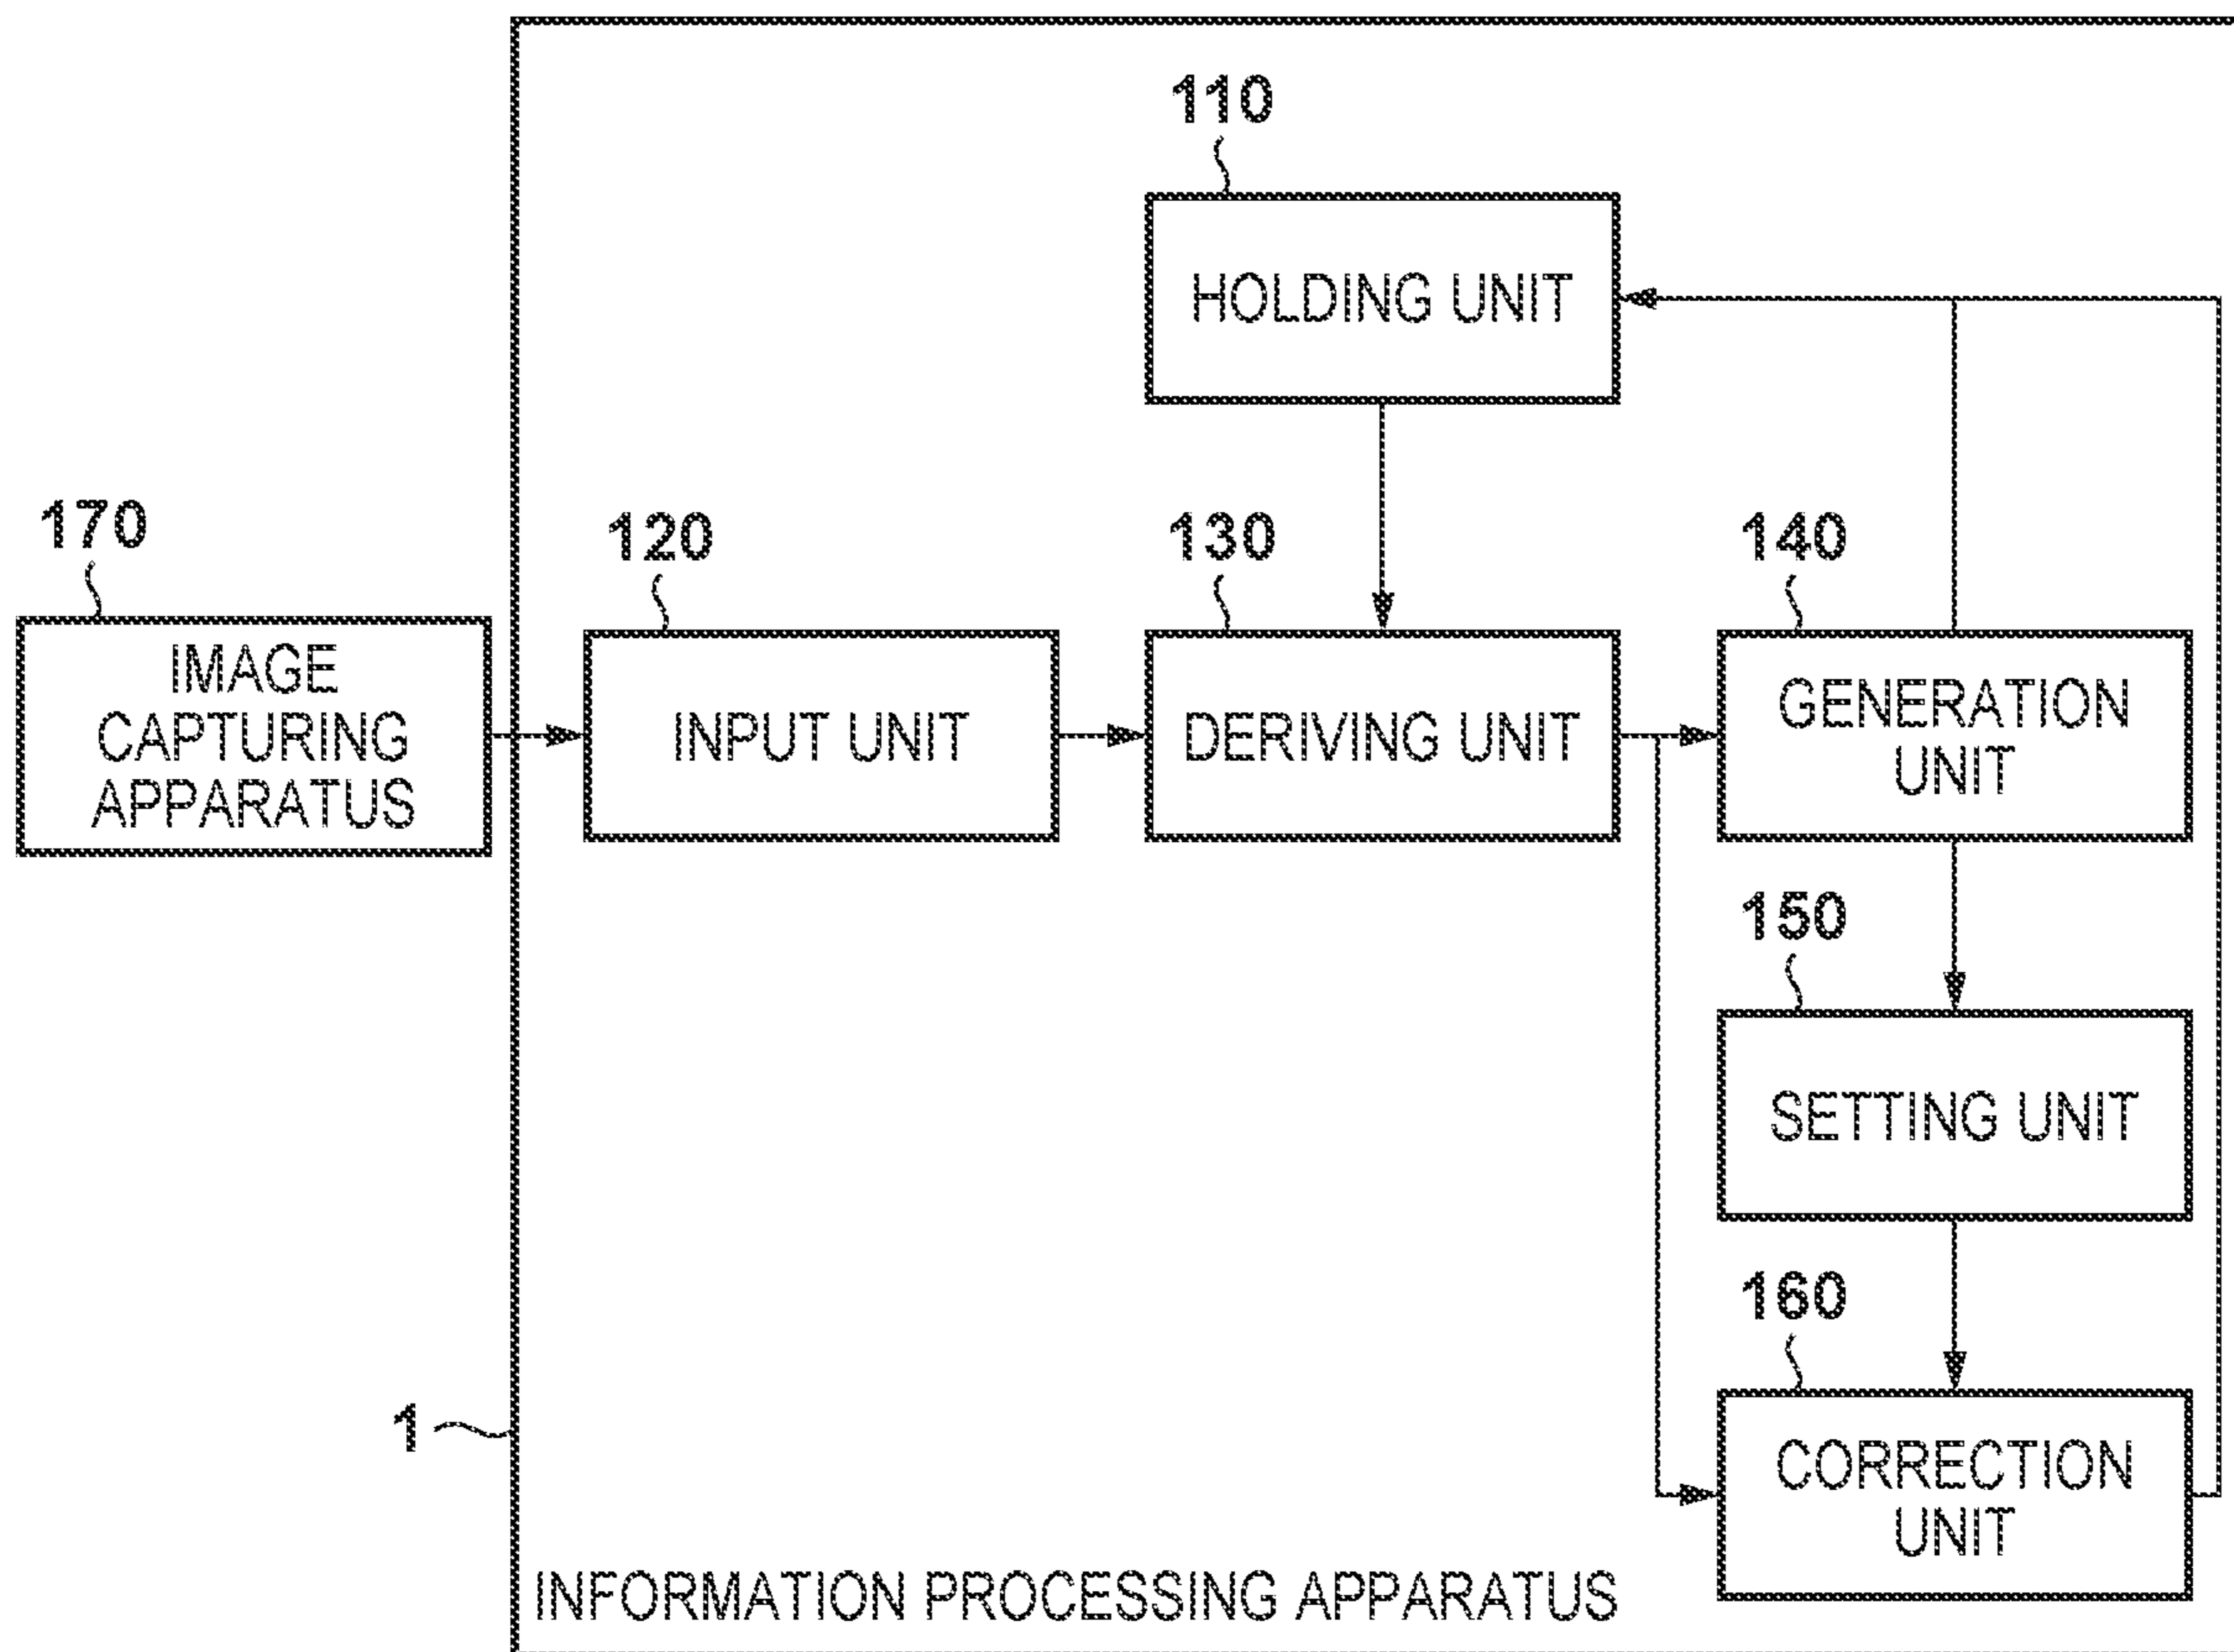 110
HOLDING UNIT
170
120
130
140
IMAGE
CAPTURING
APPARATUS
INPUT UNIT
DERIVING UNIT
GENERATION
UNIT
150
SETTING UNIT
160
1
CORRECTION
UNIT
INFORMATION PROCESSING APPARATUS